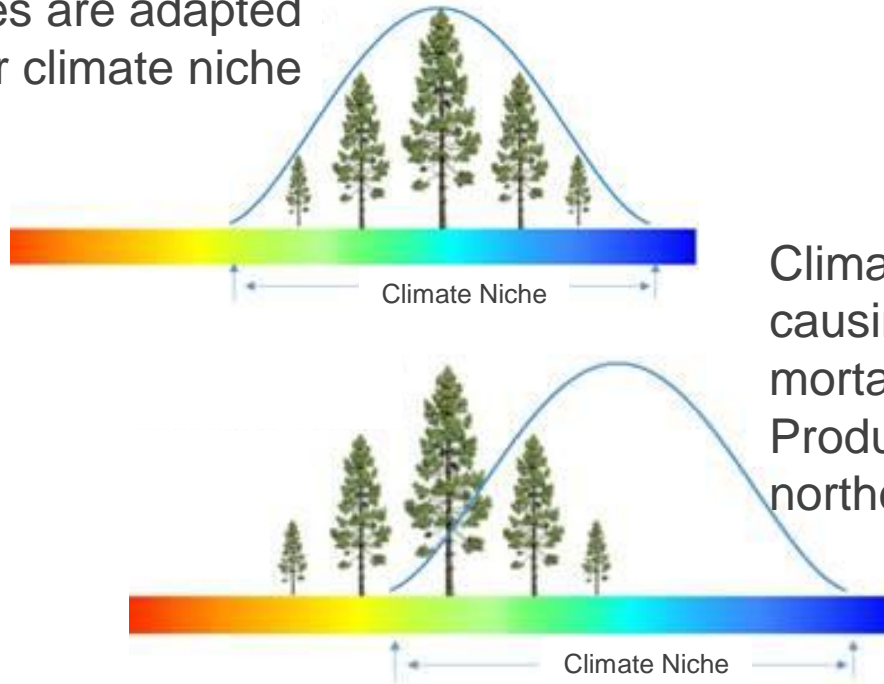 es are adapted
r climate niche
Climate Niche
Clima
causi
morta
Produ
northe
Climate Niche